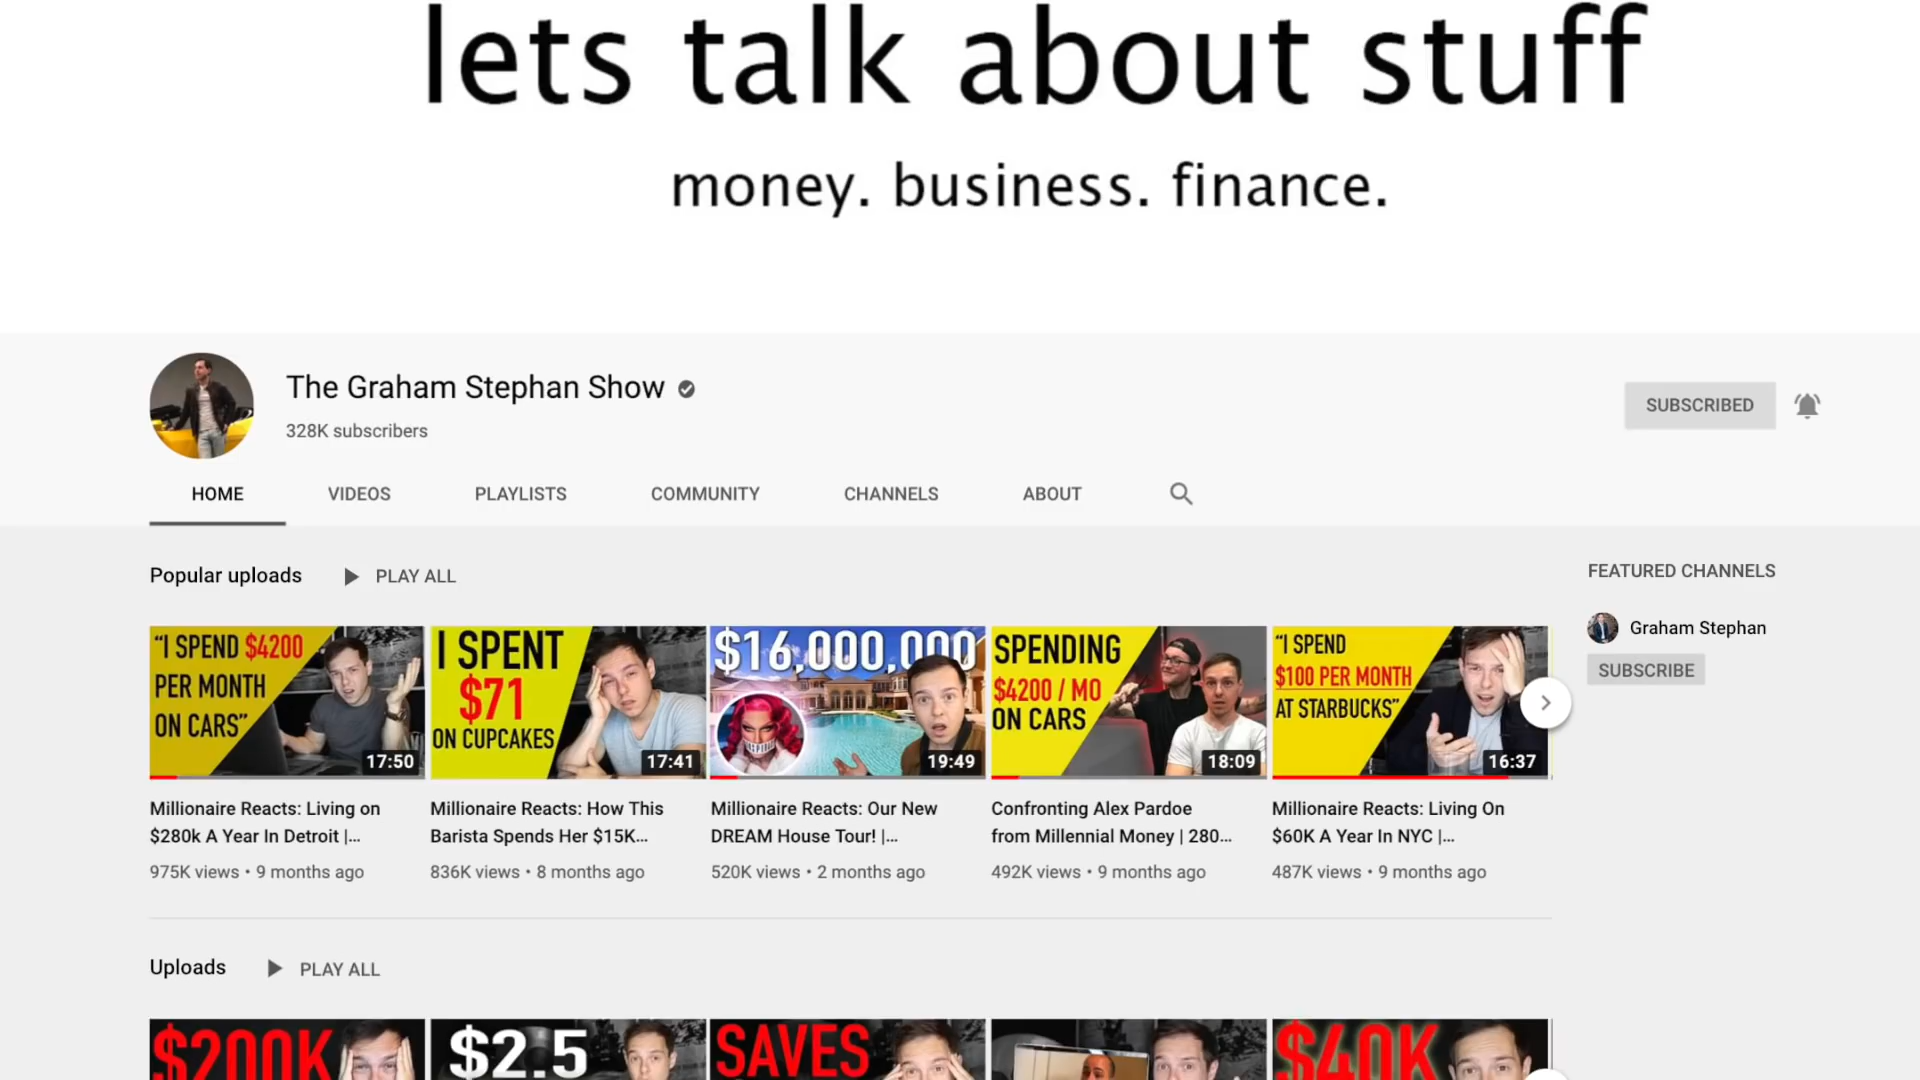 lets talk about stuff
money. business. finance.
The Graham Stephan Show
328K subscribers
SUBSCRIBED
HOME
VIDEOS
PLAYLISTS
COMMUNITY
CHANNELS
ABOUT
Popular uploads
PLAY ALL
FEATURED CHANNELS
Graham Stephan
SUBSCRIBE
“I SPEND $4200
PER MONTH
ON CARS”
17:50
I SPENT
$71
ON CUPCAKES
17:41
$16,000,000
19:49
SPENDING
$4200 / MO
ON CARS
18:09
“I SPEND
$100 PER MONTH
AT STARBUCKS”
16:37
Millionaire Reacts: Living on
$280k A Year In Detroit |...
975K views • 9 months ago
Millionaire Reacts: How This
Barista Spends Her $15K...
836K views • 8 months ago
Millionaire Reacts: Our New
DREAM House Tour! |...
520K views • 2 months ago
Confronting Alex Pardoe
from Millennial Money | 280...
492K views • 9 months ago
Millionaire Reacts: Living On
$60K A Year In NYC |...
487K views • 9 months ago
Uploads
PLAY ALL
$200K
$2.5
SAVES
$40K